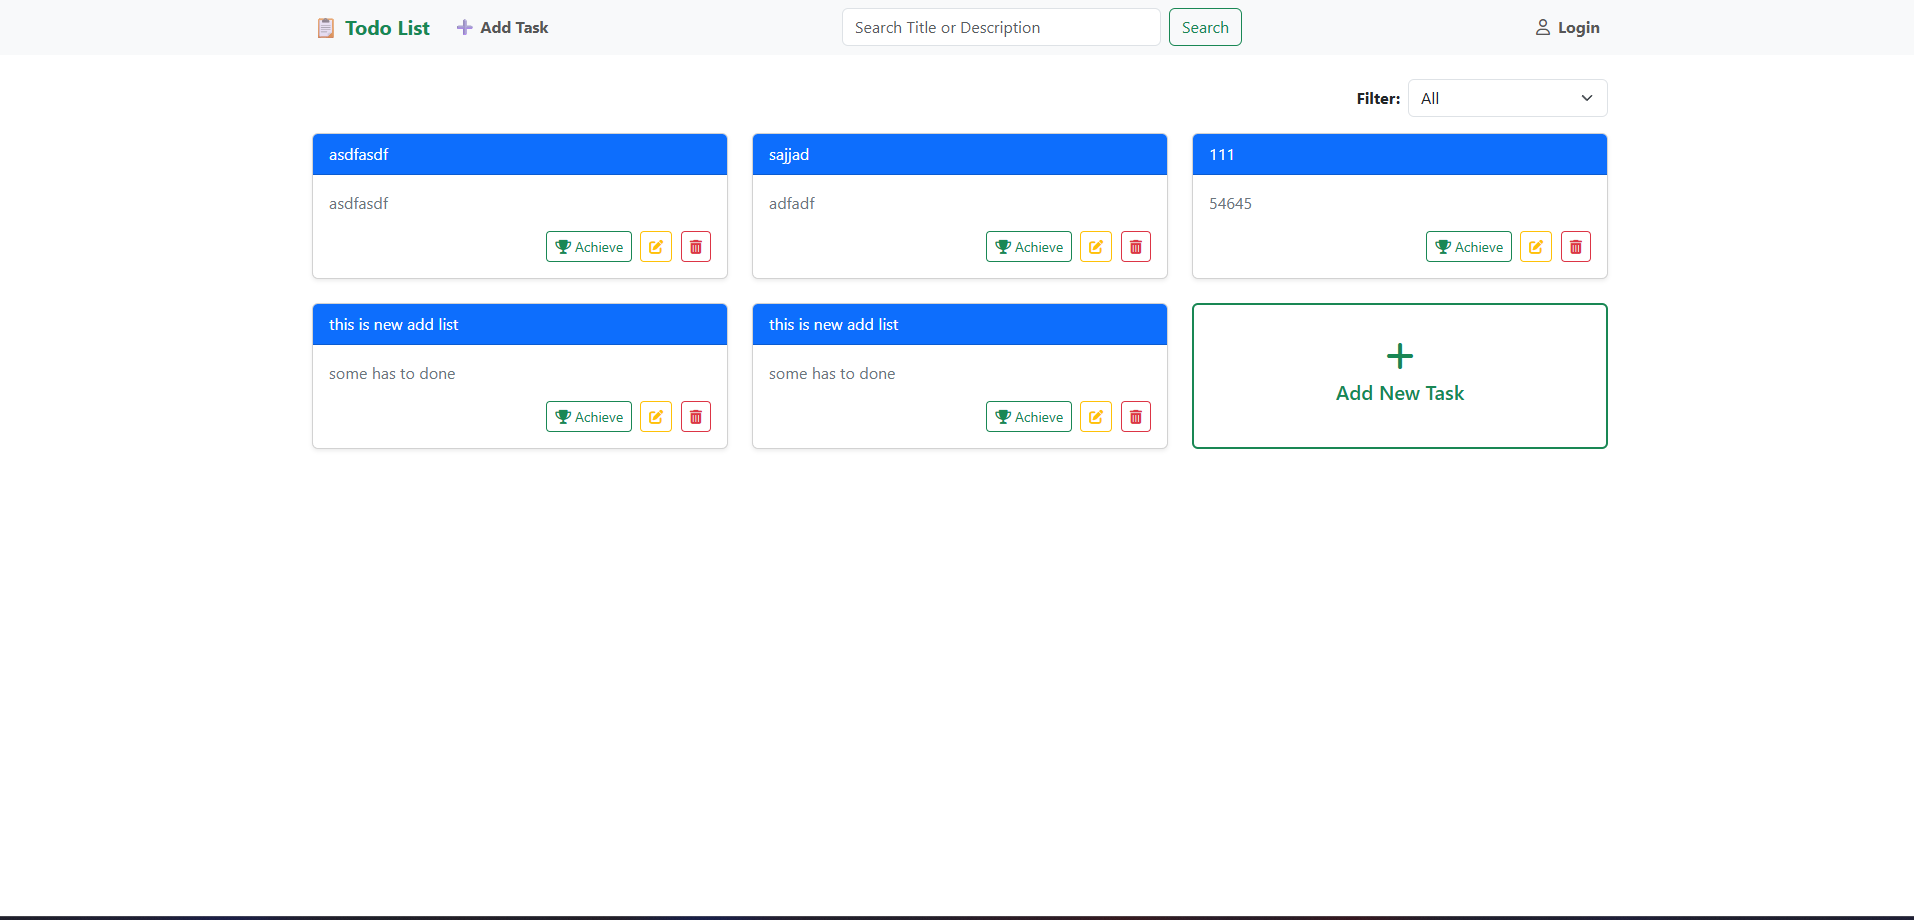 Todo List
Add Task
Search Title or Description
Search
Login
Filter: All
asdfasdf
asdfasdf
Achieve
sajjad
adfadf
Achieve
111
54645
Achieve
this is new add list
some has to done
Achieve
this is new add list
some has to done
Achieve
Add New Task